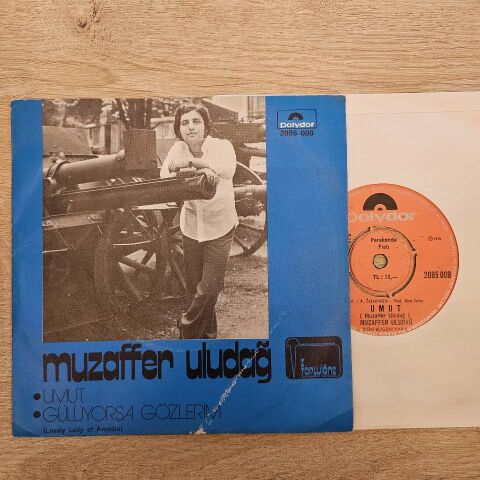 polydor
2085 008
muzaffer uludağ
UMUT
GÜLÜYORSA GÖZLERİM
(Lovely Lady of Arcadia)
polydor
Perakende
Fiatı
TL : 15,—
2085 008
UMUT
( Muzaffer Uludağ )
MUZAFFER ULUDAĞ